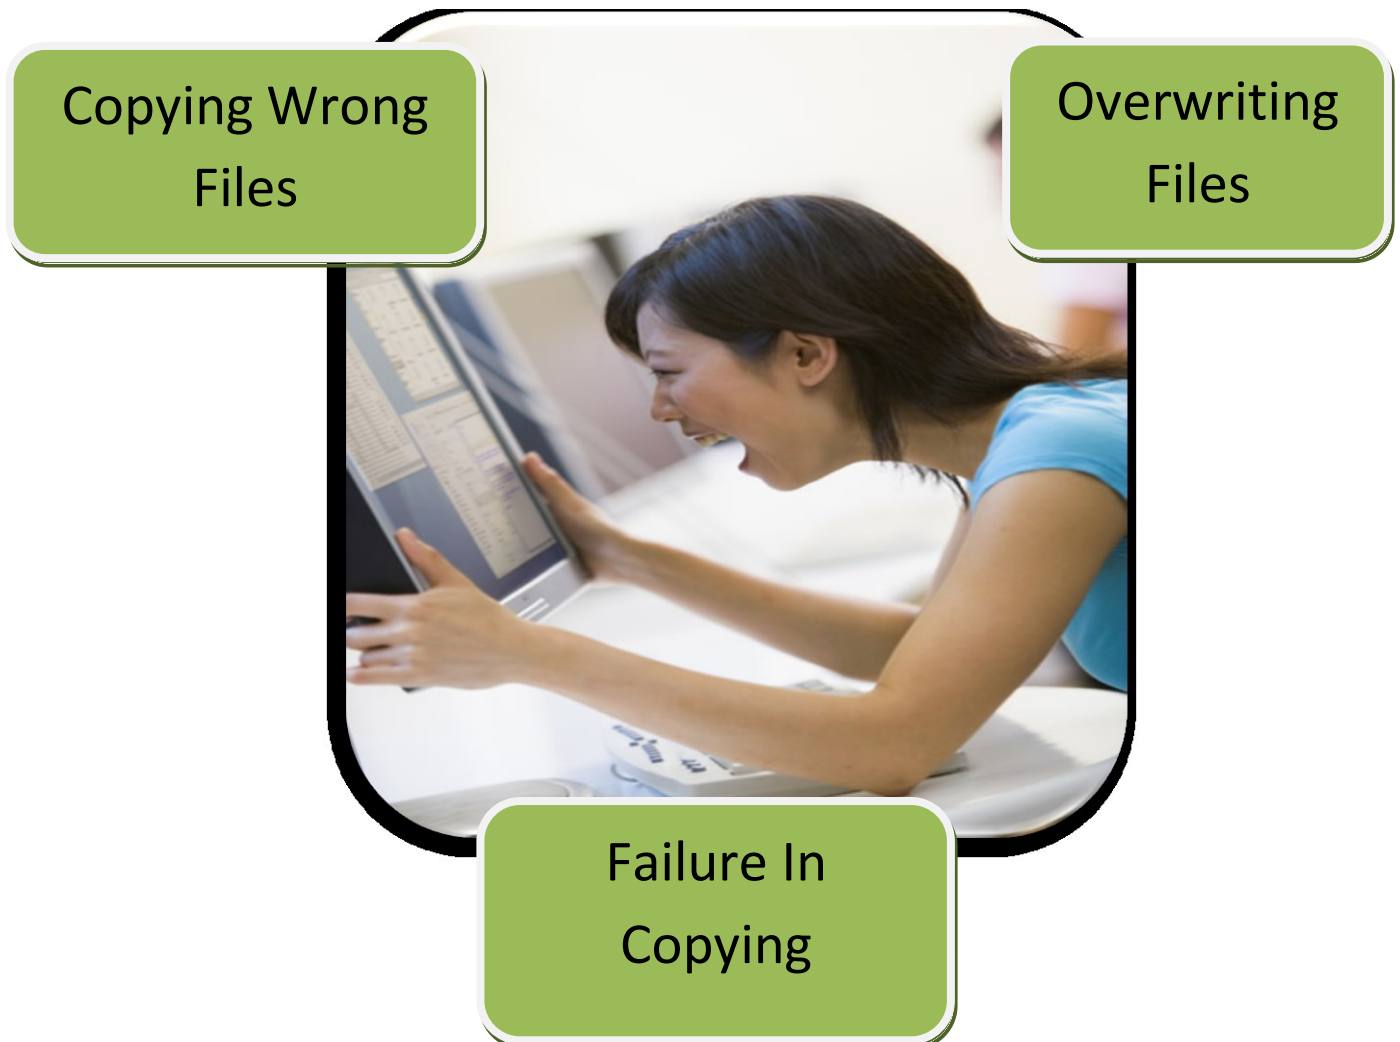 Copying Wrong
Files
Overwriting
Files
Failure In
Copying